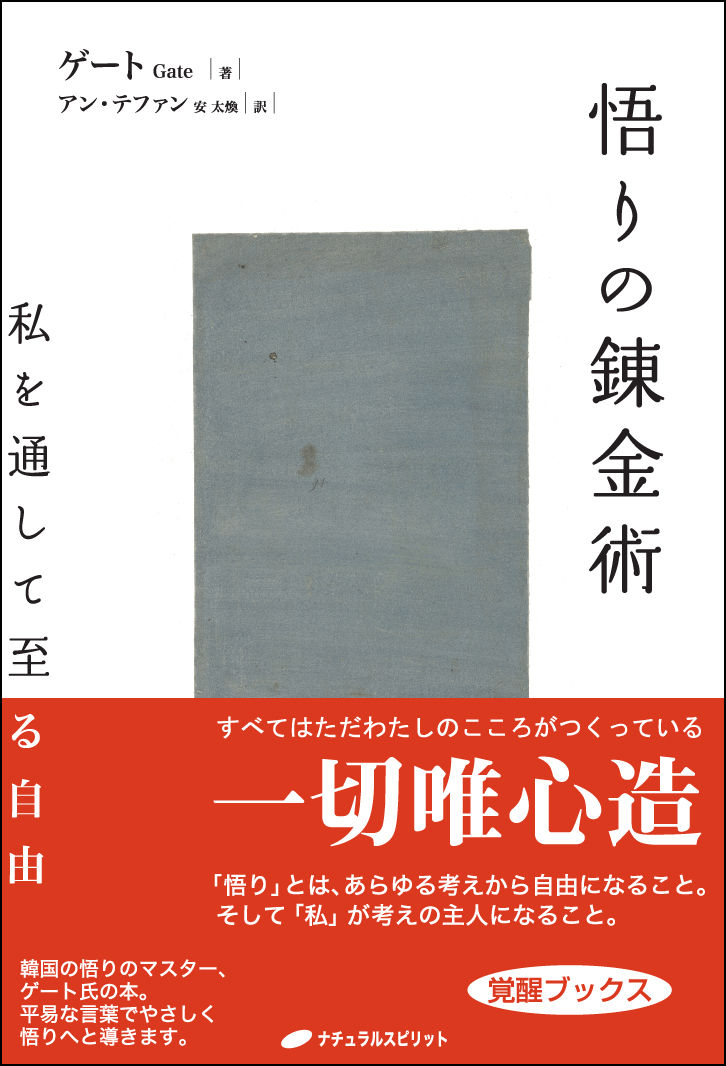 ゲート Gate 著
アン・テファン 安 太煥 訳
悟りの錬金術
私を通して至る自由
すべてはただわたしのこころがつくっている
一切唯心造
「悟り」とは、あらゆる考えから自由になること。
そして「私」が考えの主人になること。
韓国の悟りのマスター、
ゲート氏の本。
平易な言葉でやさしく
悟りへと導きます。
覚醒ブックス
ナチュラルスピリット